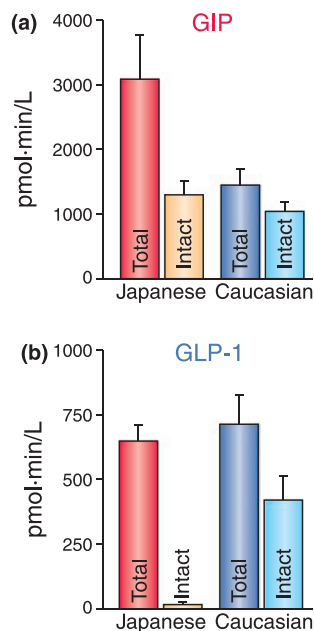 (a) GIP
pmol·min/L
4000
3000
2000
1000
0
Total
Intact
Total
Intact
Japanese Caucasian
(b) GLP-1
pmol·min/L
1000
750
500
250
0
Total
Intact
Total
Intact
Japanese Caucasian